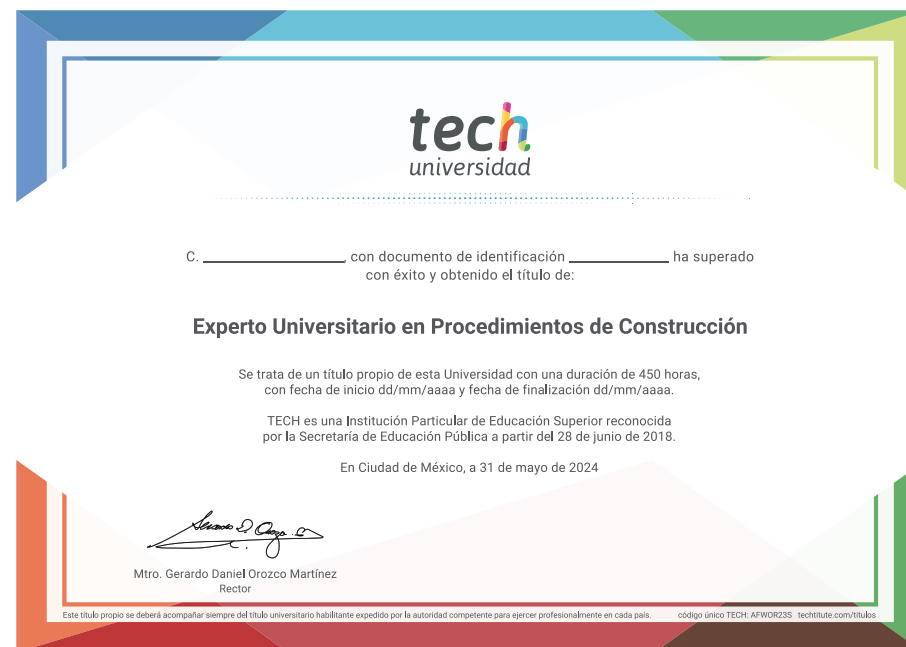 tech
universidad
C. ____________, con documento de identificación ____________ ha superado
con éxito y obtenido el título de:
Experto Universitario en Procedimientos de Construcción
Se trata de un título propio de esta Universidad con una duración de 450 horas,
con fecha de inicio dd/mm/aaaa y fecha de finalización dd/mm/aaaa.
TECH es una Institución Particular de Educación Superior reconocida
por la Secretaría de Educación Pública a partir del 28 de junio de 2018.
En Ciudad de México, a 31 de mayo de 2024
Mtro. Gerardo Daniel Orozco Martínez
Rector
Este título propio se deberá acompañar siempre del título universitario habilitante expedido por la autoridad competente para ejercer profesionalmente en cada país. código único TECH: AFWOR23S techtitute.com/títulos